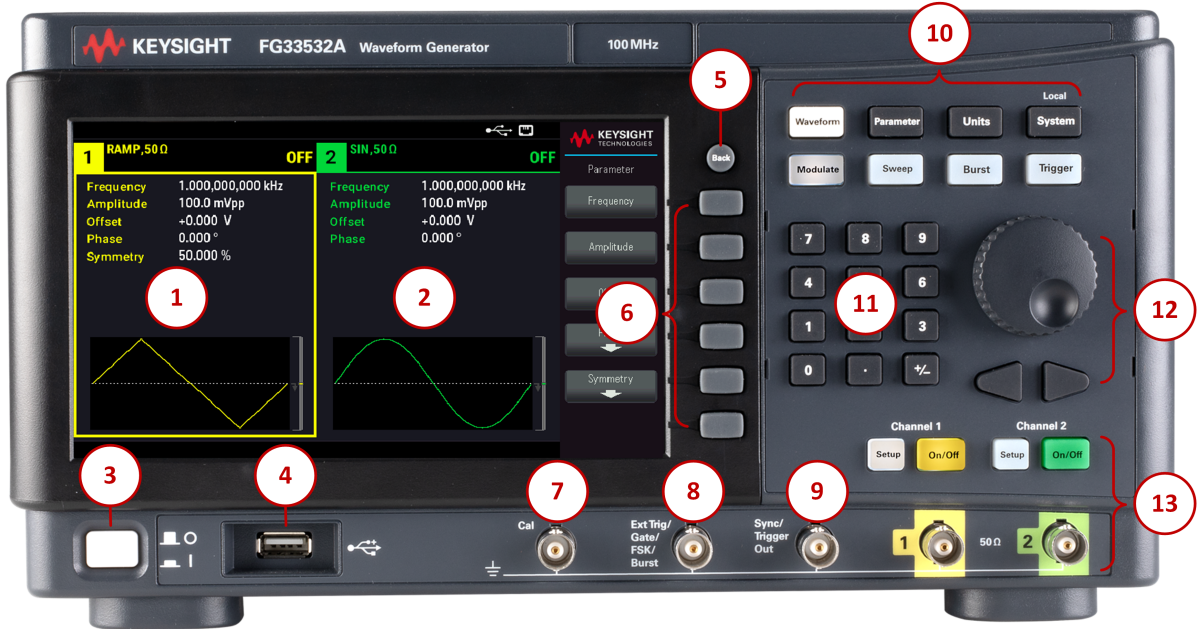 KEYSIGHT FG33532A Waveform Generator 100 MHz
10
5
Local
Waveform Parameter Units System
Back
Modulate Sweep Burst Trigger
KEYSIGHT
TECHNOLOGIES
1 RAMP,50Ω OFF
Frequency 1.000,000,000 kHz
Amplitude 100.0 mVpp
Offset +0.000 V
Phase 0.000 °
Symmetry 50.000 %
1
2 SIN,50Ω OFF
Frequency 1.000,000,000 kHz
Amplitude 100.0 mVpp
Offset +0.000 V
Phase 0.000 °
2
Parameter
Frequency
Amplitude
Symmetry
6
7 8 9
4 6
11
1 3
0 . +/−
12
Channel 1 Channel 2
Setup On/Off Setup On/Off
13
3
4
7
8
9
Cal
Ext Trig/
Gate/
FSK/
Burst
Sync/
Trigger
Out
1 50Ω 2